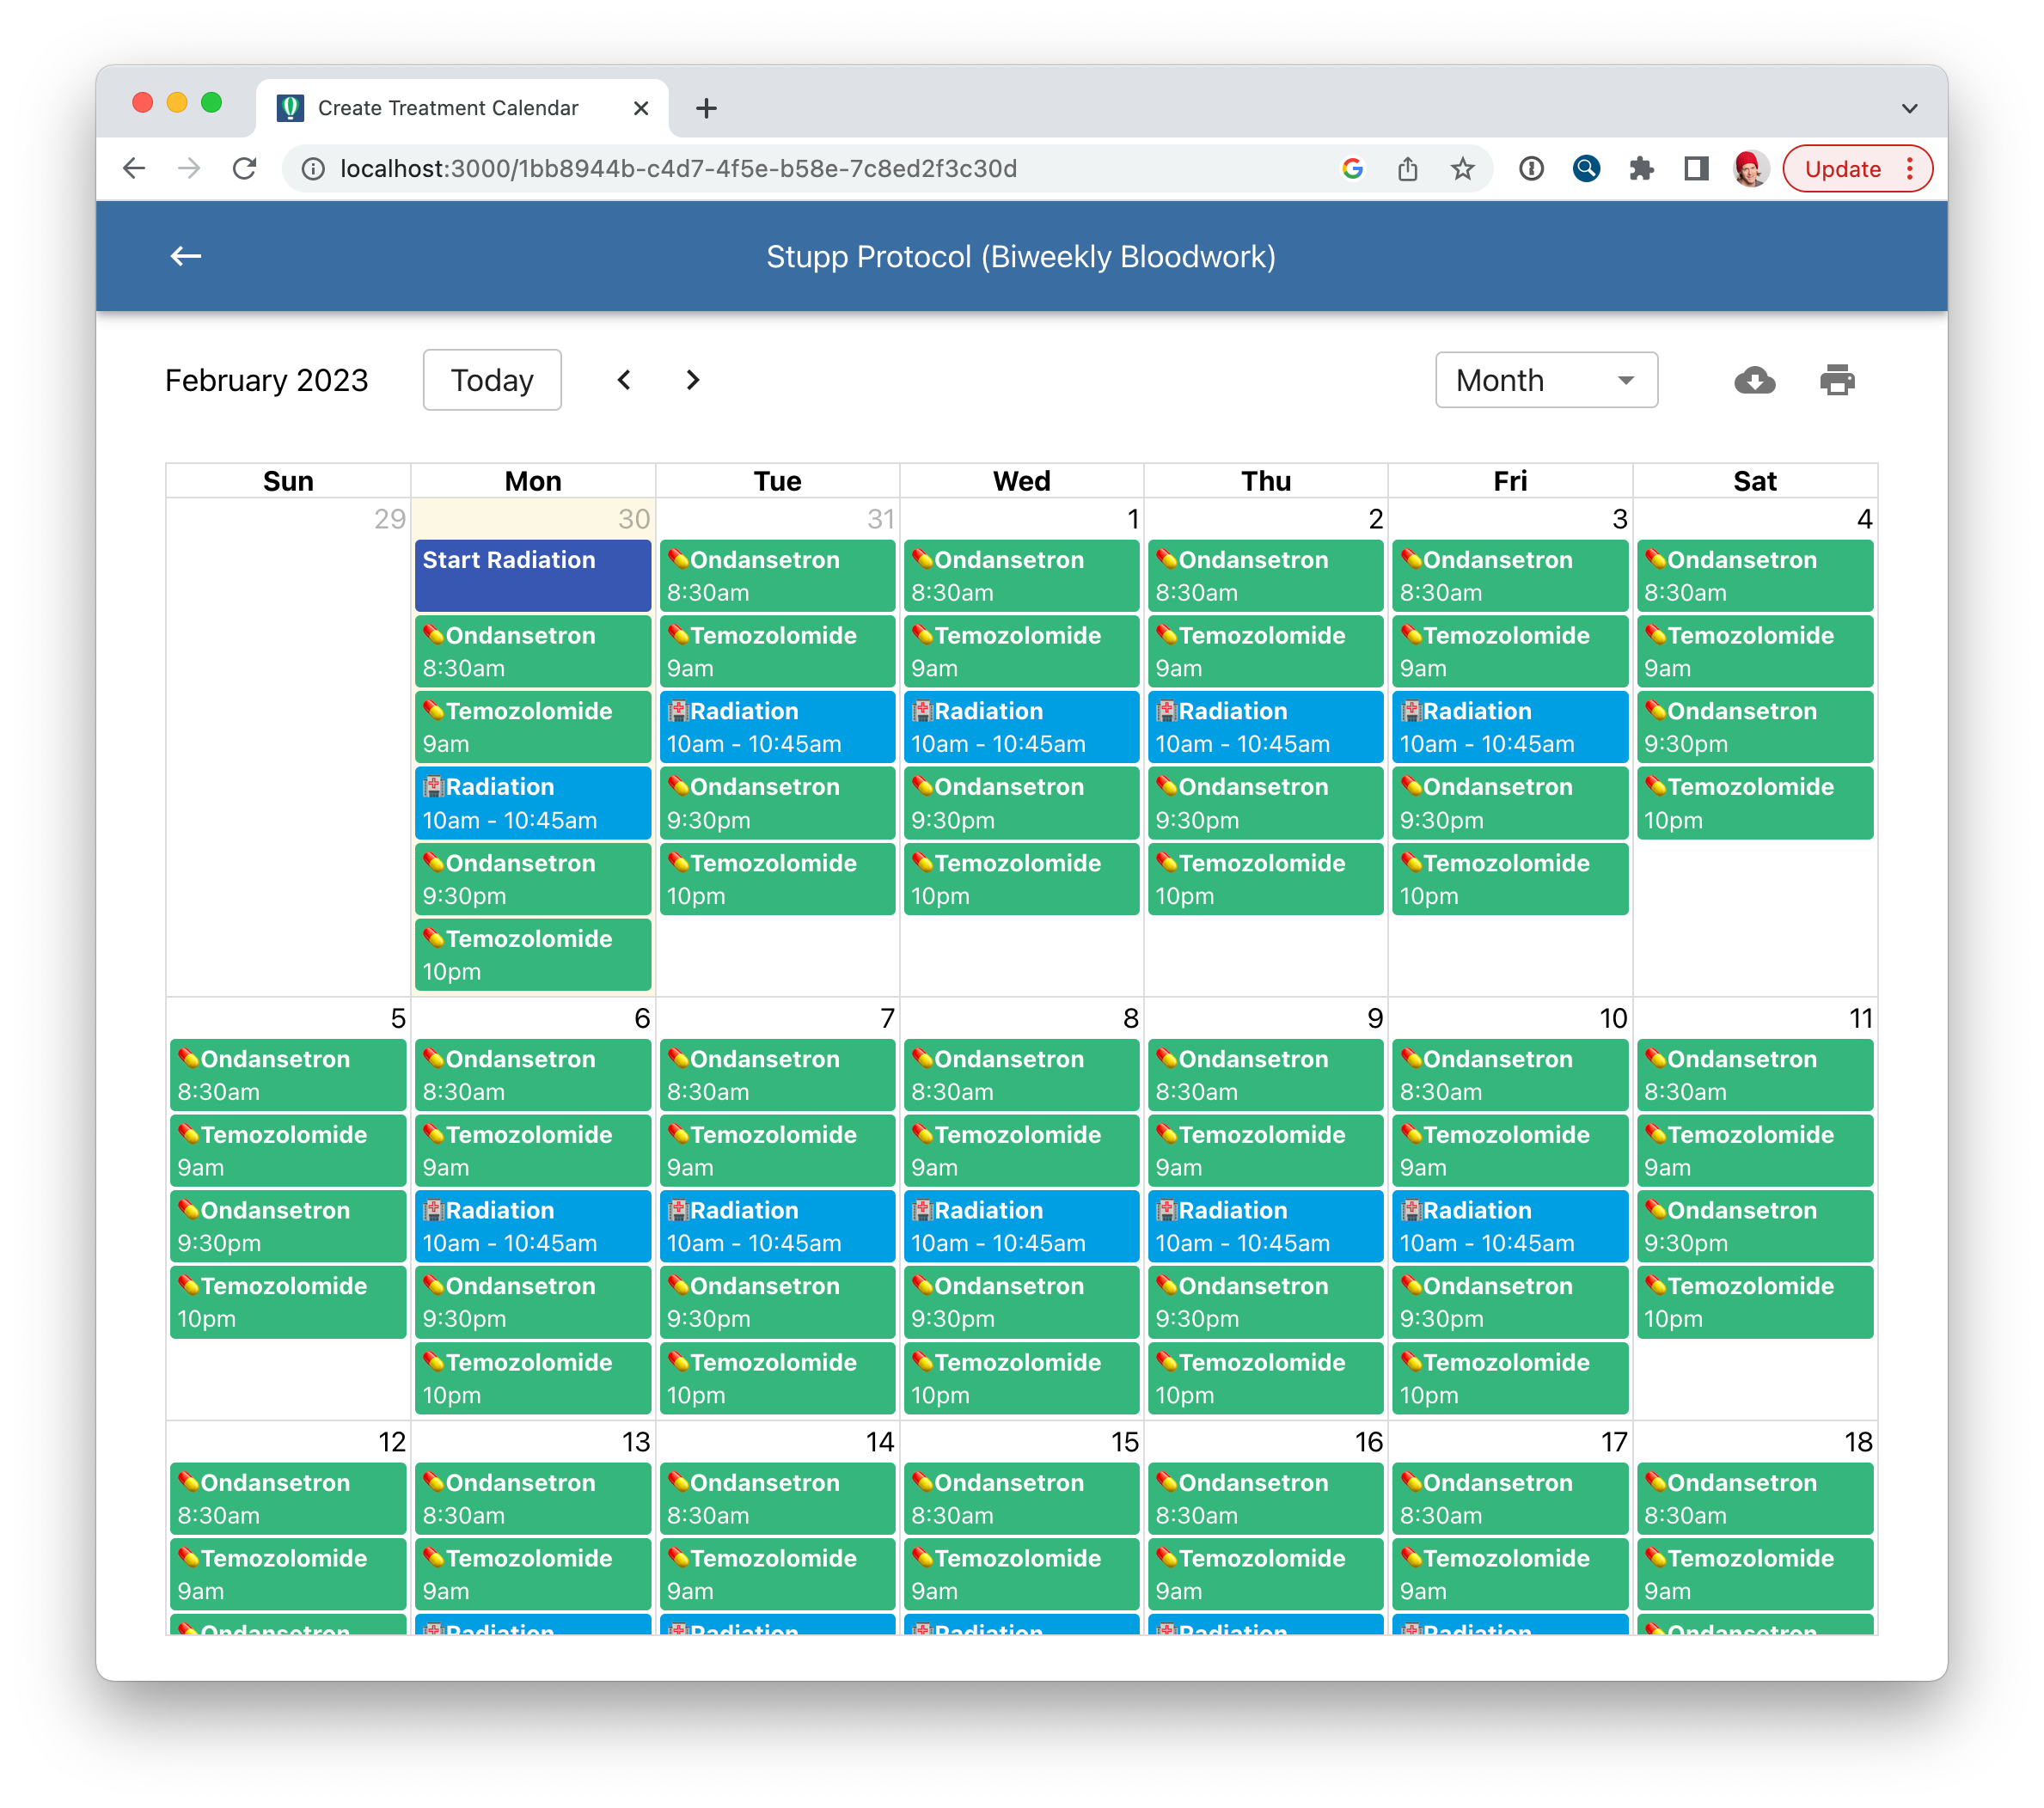 Create Treatment Calendar
localhost:3000/1bb8944b-c4d7-4f5e-b58e-7c8ed2f3c30d
Update
Stupp Protocol (Biweekly Bloodwork)
February 2023
Today
Month
Sun Mon Tue Wed Thu Fri Sat
29
30
Start Radiation
Ondansetron
8:30am
Temozolomide
9am
Radiation
10am - 10:45am
Ondansetron
9:30pm
Temozolomide
10pm
31
Ondansetron
8:30am
Temozolomide
9am
Radiation
10am - 10:45am
Ondansetron
9:30pm
Temozolomide
10pm
1
Ondansetron
8:30am
Temozolomide
9am
Radiation
10am - 10:45am
Ondansetron
9:30pm
Temozolomide
10pm
2
Ondansetron
8:30am
Temozolomide
9am
Radiation
10am - 10:45am
Ondansetron
9:30pm
Temozolomide
10pm
3
Ondansetron
8:30am
Temozolomide
9am
Radiation
10am - 10:45am
Ondansetron
9:30pm
Temozolomide
10pm
4
Ondansetron
8:30am
Temozolomide
9am
Ondansetron
9:30pm
Temozolomide
10pm
5
Ondansetron
8:30am
Temozolomide
9am
Ondansetron
9:30pm
Temozolomide
10pm
6
Ondansetron
8:30am
Temozolomide
9am
Radiation
10am - 10:45am
Ondansetron
9:30pm
Temozolomide
10pm
7
Ondansetron
8:30am
Temozolomide
9am
Radiation
10am - 10:45am
Ondansetron
9:30pm
Temozolomide
10pm
8
Ondansetron
8:30am
Temozolomide
9am
Radiation
10am - 10:45am
Ondansetron
9:30pm
Temozolomide
10pm
9
Ondansetron
8:30am
Temozolomide
9am
Radiation
10am - 10:45am
Ondansetron
9:30pm
Temozolomide
10pm
10
Ondansetron
8:30am
Temozolomide
9am
Radiation
10am - 10:45am
Ondansetron
9:30pm
Temozolomide
10pm
11
Ondansetron
8:30am
Temozolomide
9am
Ondansetron
9:30pm
Temozolomide
10pm
12
Ondansetron
8:30am
Temozolomide
9am
Ondansetron
13
Ondansetron
8:30am
Temozolomide
9am
Radiation
14
Ondansetron
8:30am
Temozolomide
9am
Radiation
15
Ondansetron
8:30am
Temozolomide
9am
Radiation
16
Ondansetron
8:30am
Temozolomide
9am
Radiation
17
Ondansetron
8:30am
Temozolomide
9am
Radiation
18
Ondansetron
8:30am
Temozolomide
9am
Ondansetron